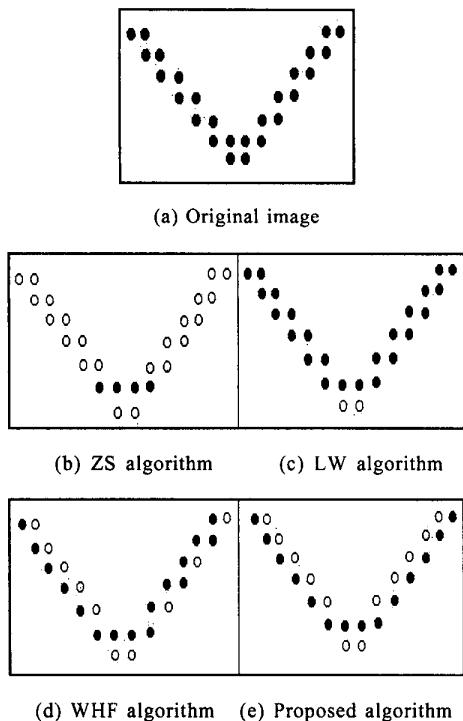 (a) Original image
(b) ZS algorithm
(c) LW algorithm
(d) WHF algorithm
(e) Proposed algorithm